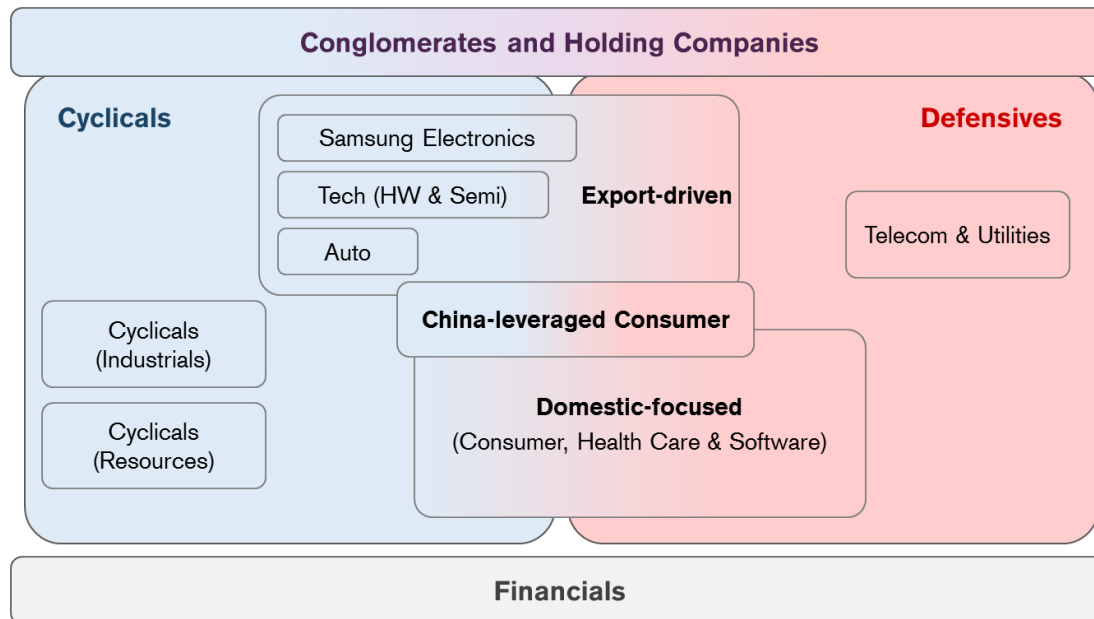 Conglomerates and Holding Companies
Cyclicals
Defensives
Samsung Electronics
Tech (HW & Semi)
Export-driven
Auto
Telecom & Utilities
China-leveraged Consumer
Cyclicals
(Industrials)
Cyclicals
(Resources)
Domestic-focused
(Consumer, Health Care & Software)
Financials